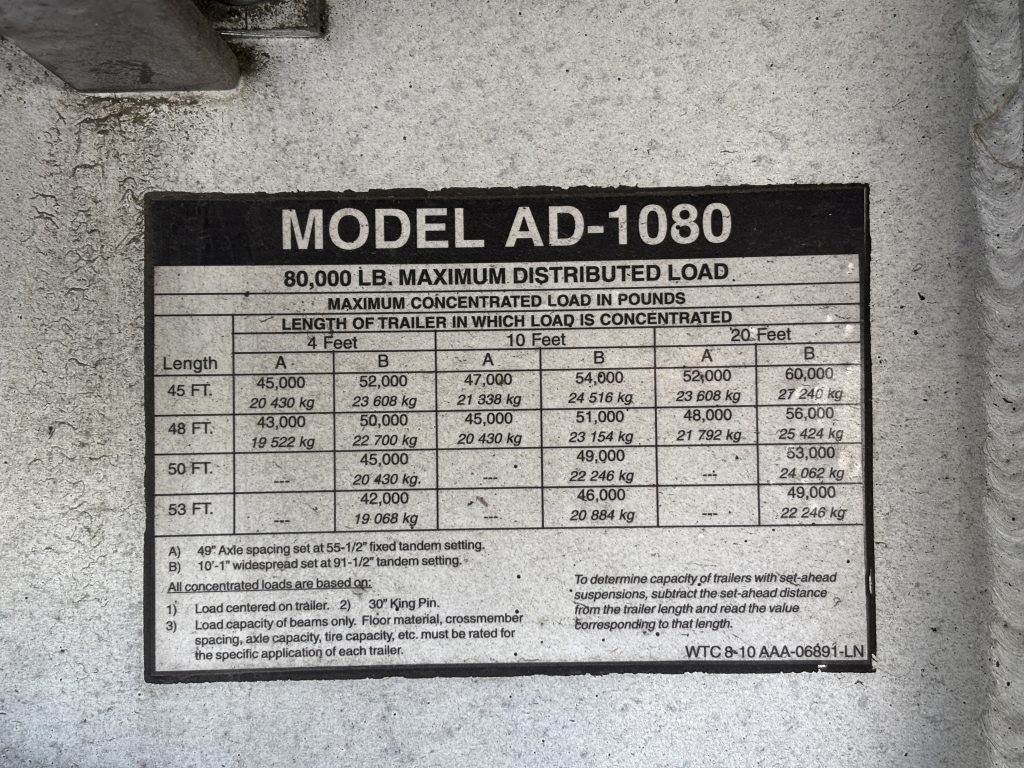 MODEL AD-1080
80,000 LB. MAXIMUM DISTRIBUTED LOAD
MAXIMUM CONCENTRATED LOAD IN POUNDS
LENGTH OF TRAILER IN WHICH LOAD IS CONCENTRATED
4 Feet 10 Feet 20 Feet
Length A B A B A B
45 FT. 45,000 52,000 47,000 54,000 52,000 60,000
20 430 kg 23 608 kg 21 338 kg 24 516 kg 23 608 kg 27 240 kg
48 FT. 43,000 50,000 45,000 51,000 48,000 56,000
19 522 kg 22 700 kg 20 430 kg 23 154 kg 21 792 kg 25 424 kg
50 FT. --- 45,000 --- 49,000 --- 53,000
20 430 kg. 22 246 kg 24 062 kg
53 FT. --- 42,000 --- 46,000 --- 49,000
19 068 kg 20 884 kg 22 246 kg
A) 49" Axle spacing set at 55-1/2" fixed tandem setting.
B) 10'-1" widespread set at 91-1/2" tandem setting.
All concentrated loads are based on:
1) Load centered on trailer. 2) 30" King Pin.
3) Load capacity of beams only. Floor material, crossmember
spacing, axle capacity, tire capacity, etc. must be rated for
the specific application of each trailer.
To determine capacity of trailers with set-ahead
suspensions, subtract the set-ahead distance
from the trailer length and read the value
corresponding to that length.
WTC 8-10 AAA-06891-LN